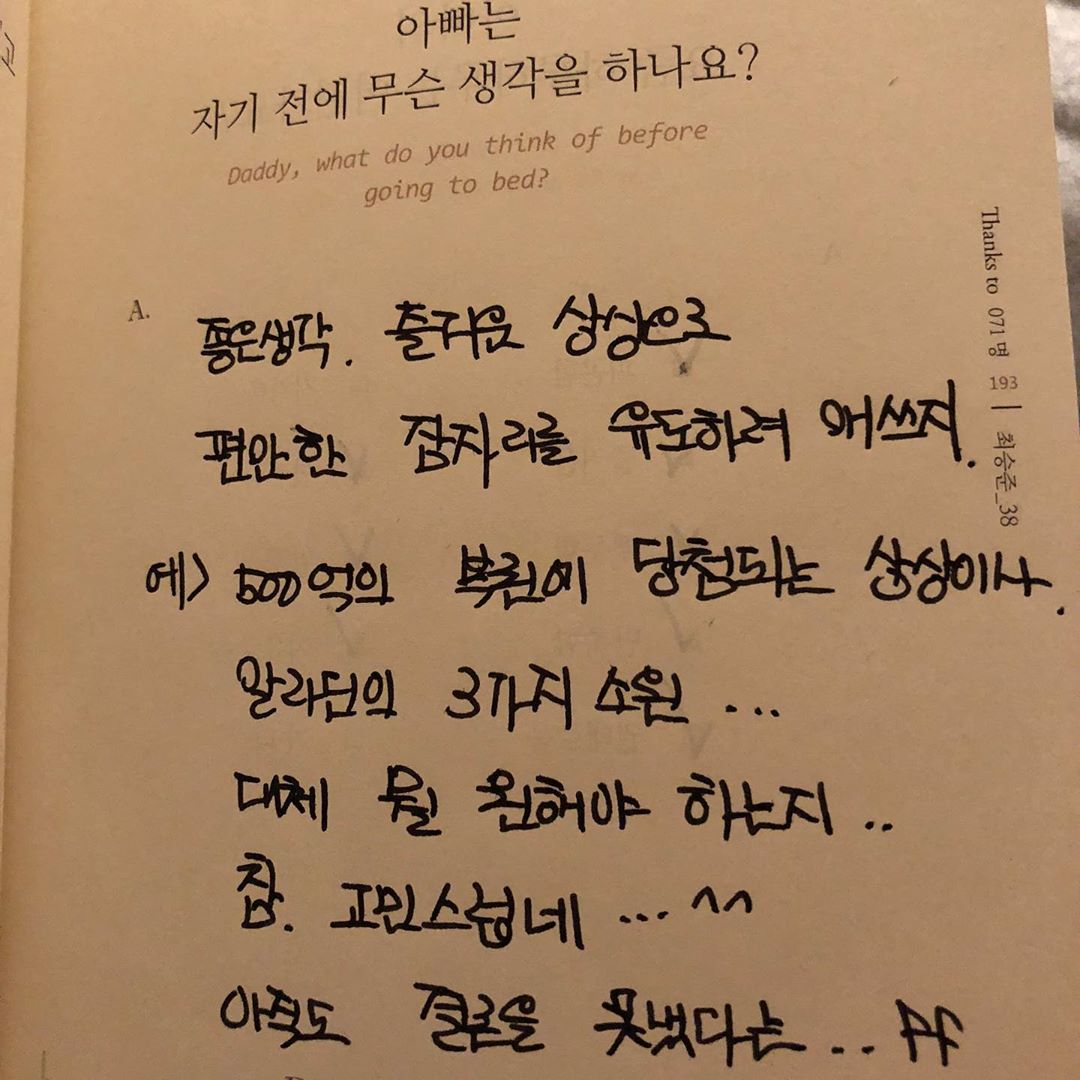 아빠는
자기 전에 무슨 생각을 하나요?
Daddy, what do you think of before
going to bed?
A.
좋은생각. 즐거운 상상으로
편안한 잠자리를 유도하려 애쓰지.
예> 500억의 복권에 당첨되는 상상이나.
알라딘의 3가지 소원 ...
대체 뭘 원해야 하는지 ..
참. 고민스럽네 ... ^^
아직도 결론을 못냈다는 ..
Thanks to 071명 193 | 최승준_38